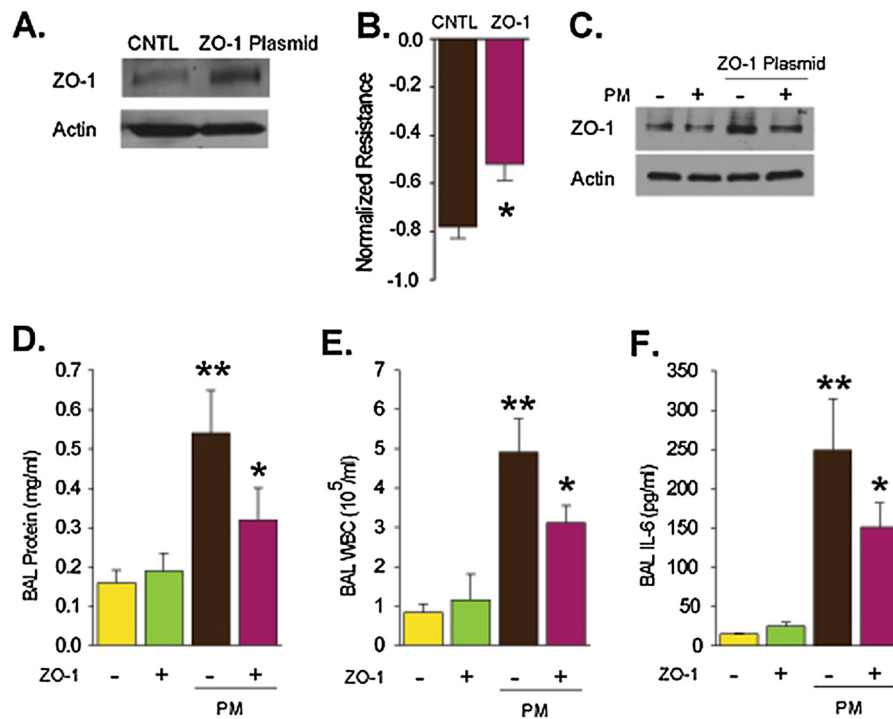 A.
CNTL ZO-1 Plasmid
ZO-1
Actin
B.
CNTL ZO-1
0.0
-0.2
-0.4
-0.6
-0.8
-1.0
Normalized Resistance
*
C.
ZO-1 Plasmid
PM - + - +
ZO-1
Actin
D.
0.7
0.6
0.5
0.4
0.3
0.2
0.1
0.0
BAL Protein (mg/ml)
**
*
ZO-1 - + - +
PM
E.
7
6
5
4
3
2
1
0
BAL WBC (10^5/ml)
**
*
ZO-1 - + - +
PM
F.
350
300
250
200
150
100
50
0
BAL IL-6 (pg/ml)
**
*
ZO-1 - + - +
PM